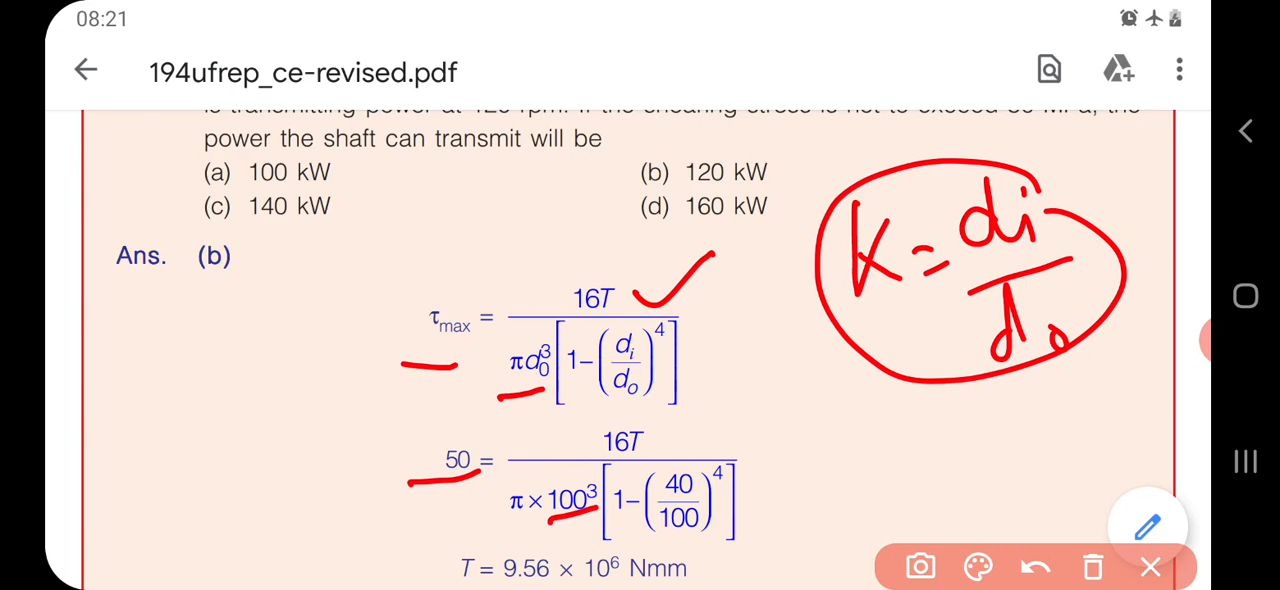 08:21
194ufrep_ce-revised.pdf
power the shaft can transmit will be
(a) 100 kW (b) 120 kW
(c) 140 kW (d) 160 kW
K = di/do
Ans. (b)
τmax = 16T / πd₀³[1−(di/do)⁴]
50 = 16T / π × 100³[1−(40/100)⁴]
T = 9.56 × 10⁶ Nmm